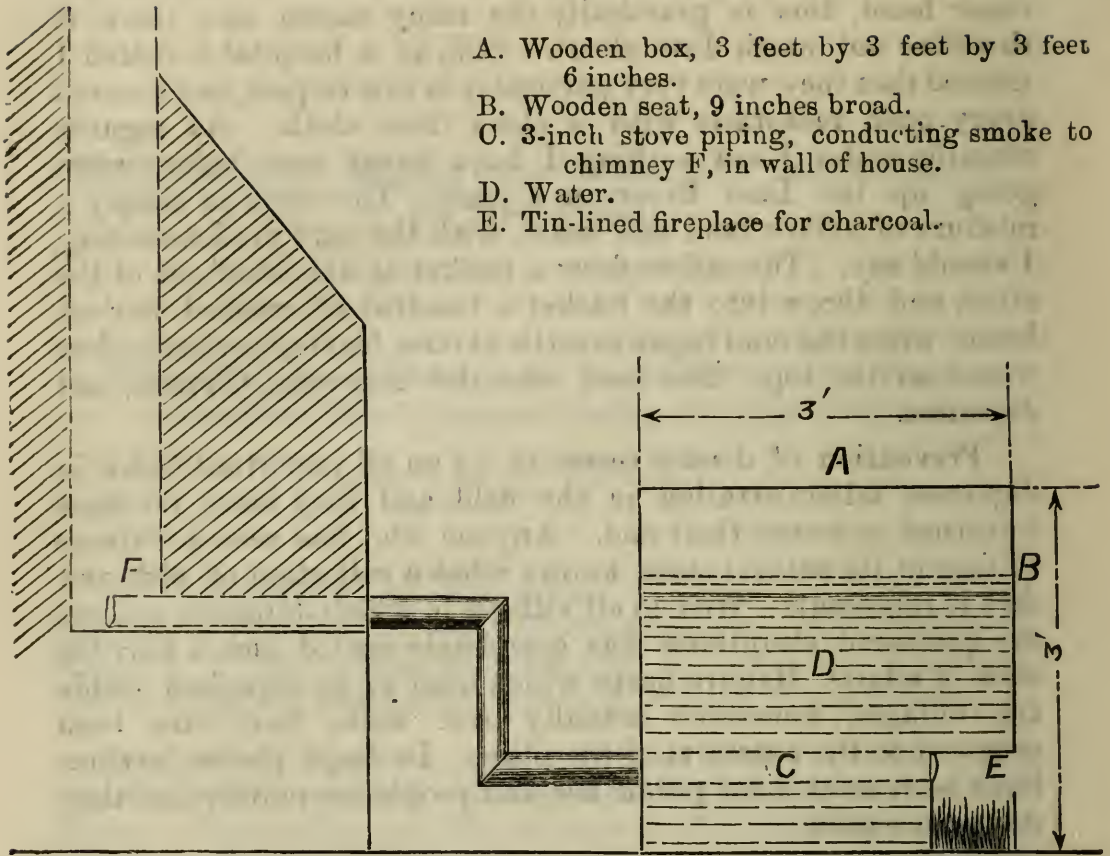 A. Wooden box, 3 feet by 3 feet by 3 feet
6 inches.
B. Wooden seat, 9 inches broad.
C. 3-inch stove piping, conducting smoke to
chimney F, in wall of house.
D. Water.
E. Tin-lined fireplace for charcoal.
3'
A
F
B
D
3'
C
E